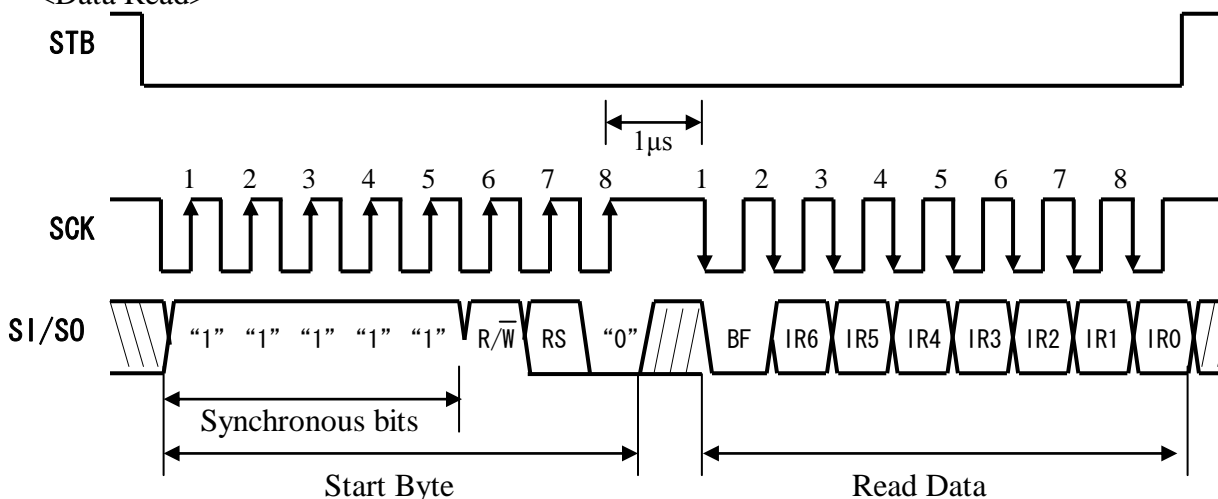 <Data Read>
STB
1μs
1 2 3 4 5 6 7 8 1 2 3 4 5 6 7 8
SCK
SI/SO “1” “1” “1” “1” “1” R/W̅ RS “0” BF IR6 IR5 IR4 IR3 IR2 IR1 IR0
Synchronous bits
Start Byte Read Data